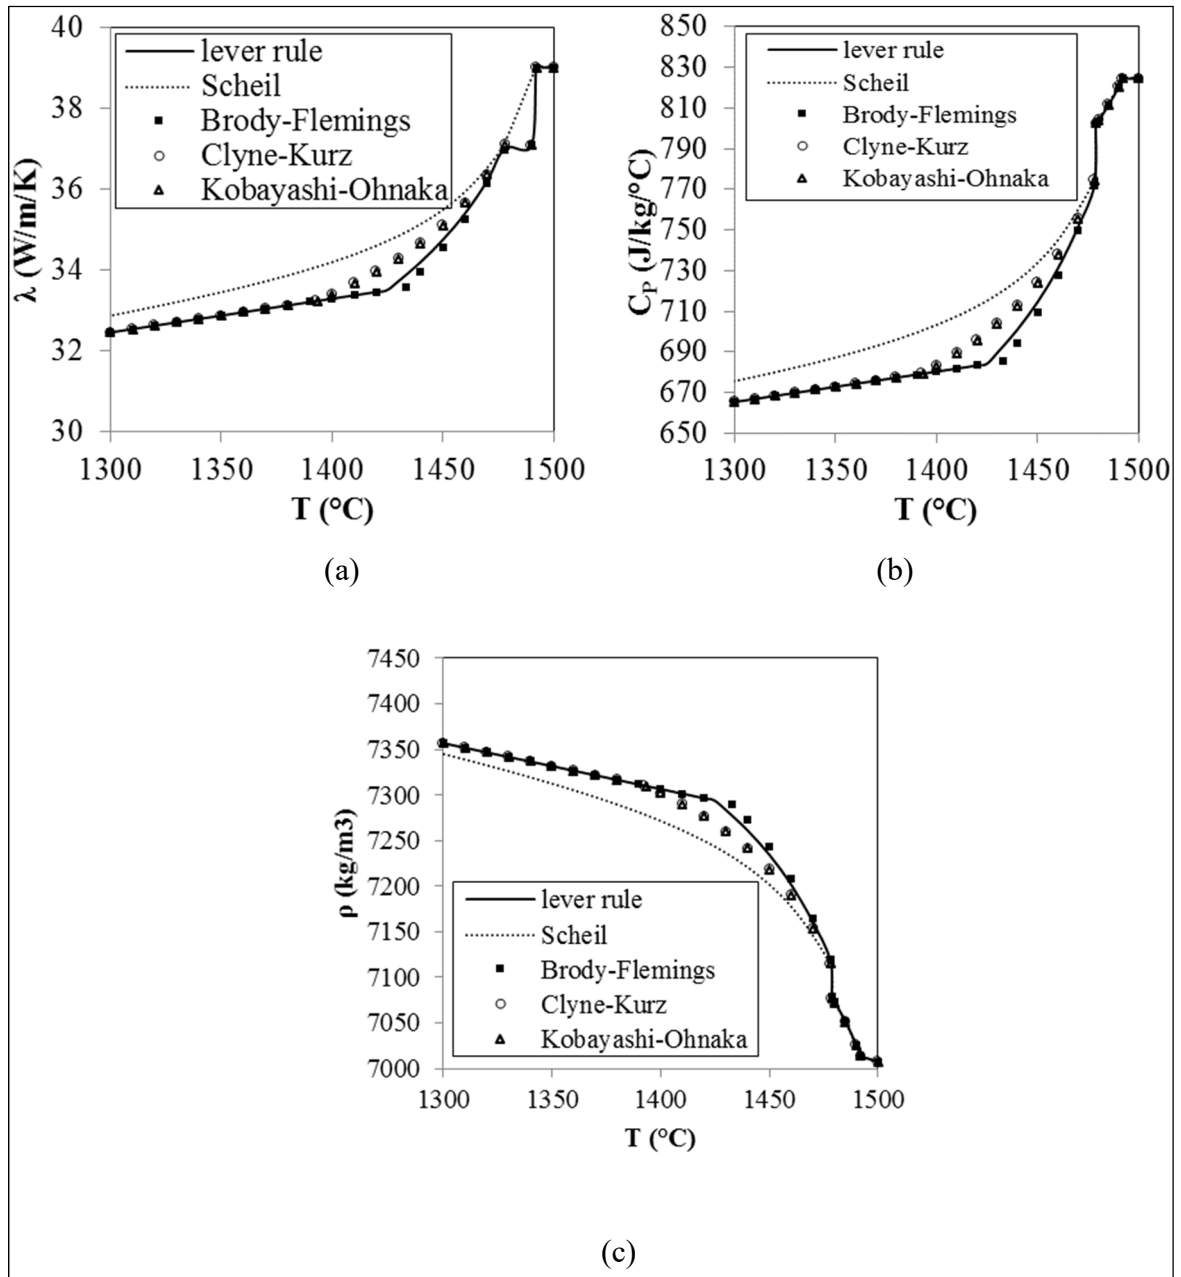 40
38
36
34
32
30
λ (W/m/K)
lever rule
Scheil
Brody-Flemings
Clyne-Kurz
Kobayashi-Ohnaka
1300 1350 1400 1450 1500
T (°C)
(a)
850
830
810
790
770
750
730
710
690
670
650
C_P (J/kg/°C)
lever rule
Scheil
Brody-Flemings
Clyne-Kurz
Kobayashi-Ohnaka
1300 1350 1400 1450 1500
T (°C)
(b)
7450
7400
7350
7300
7250
7200
7150
7100
7050
7000
ρ (kg/m3)
lever rule
Scheil
Brody-Flemings
Clyne-Kurz
Kobayashi-Ohnaka
1300 1350 1400 1450 1500
T (°C)
(c)